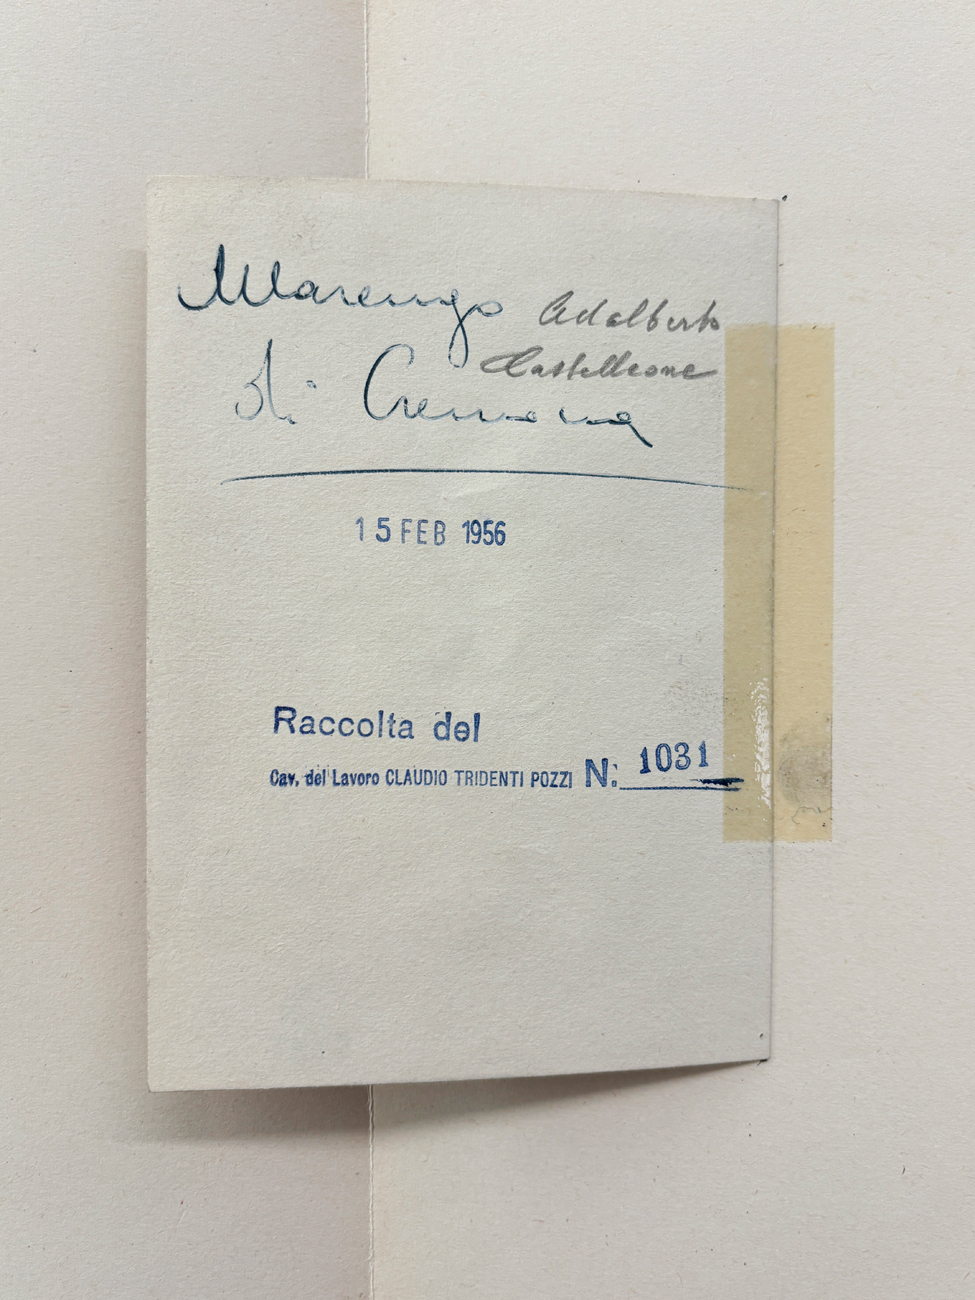 Marengo Adalberto
Castelleone
di Cremona
15 FEB 1956
Raccolta del
Cav. del Lavoro CLAUDIO TRIDENTI POZZI N. 1031